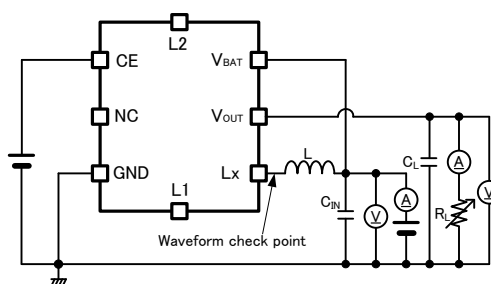 L2
CE
VBAT
NC
VOUT
GND
Lx
L
L1
CIN
V
A
CL
A
RL
V
Waveform check point